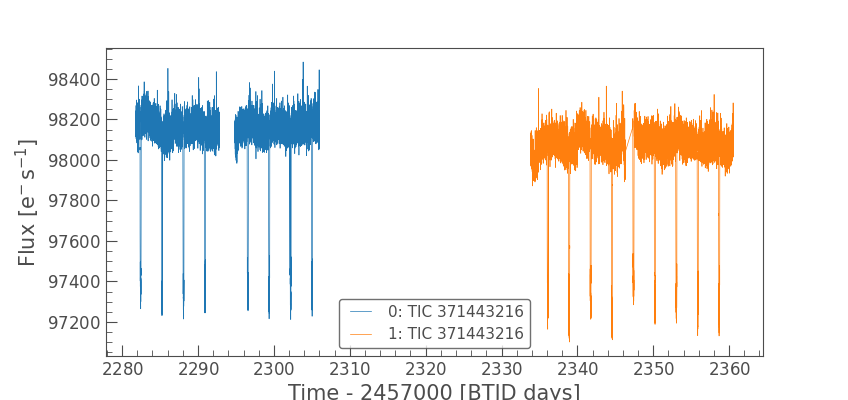 98400
98200
98000
97800
97600
97400
97200
Flux [e⁻ s⁻¹]
0: TIC 371443216
1: TIC 371443216
2280 2290 2300 2310 2320 2330 2340 2350 2360
Time - 2457000 [BTJD days]